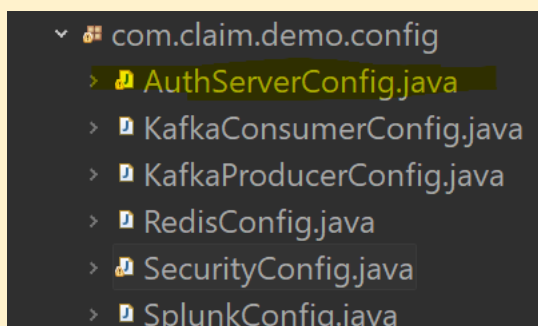 com.claim.demo.config
AuthServerConfig.java
KafkaConsumerConfig.java
KafkaProducerConfig.java
RedisConfig.java
SecurityConfig.java
SplunkConfig.java